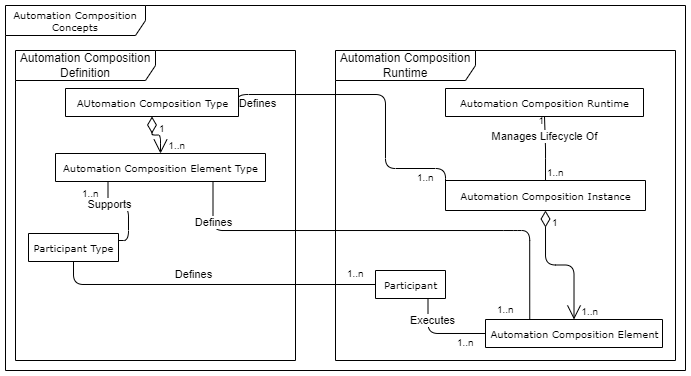 Automation Composition
Concepts
Automation Composition
Definition
AUtomation Composition Type
Defines
1
1..n
Automation Composition Element Type
1..n
Supports
Defines
Participant Type
Defines
1..n
Automation Composition
Runtime
Automation Composition Runtime
1
Manages Lifecycle Of
1..n
1..n
Automation Composition Instance
1
Participant
1..n
1..n
Executes
1..n
Automation Composition Element